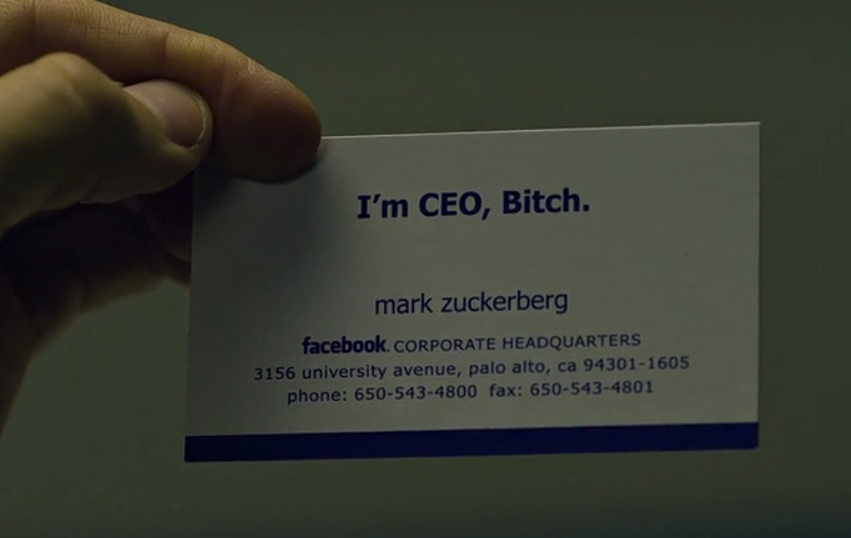 I'm CEO, Bitch.
mark zuckerberg
facebook. CORPORATE HEADQUARTERS
3156 university avenue, palo alto, ca 94301-1605
phone: 650-543-4800 fax: 650-543-4801